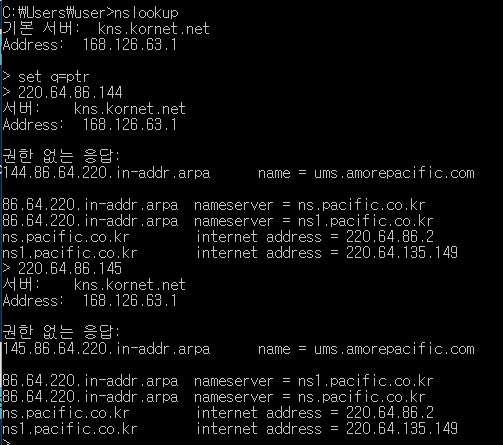 C:₩Users₩user>nslookup
기본 서버:  kns.kornet.net
Address:  168.126.63.1
> set q=ptr
> 220.64.86.144
서버:    kns.kornet.net
Address:  168.126.63.1
권한 없는 응답:
144.86.64.220.in-addr.arpa      name = ums.amorepacific.com
86.64.220.in-addr.arpa  nameserver = ns.pacific.co.kr
86.64.220.in-addr.arpa  nameserver = ns1.pacific.co.kr
ns.pacific.co.kr        internet address = 220.64.86.2
ns1.pacific.co.kr       internet address = 220.64.135.149
> 220.64.86.145
서버:    kns.kornet.net
Address:  168.126.63.1
권한 없는 응답:
145.86.64.220.in-addr.arpa      name = ums.amorepacific.com
86.64.220.in-addr.arpa  nameserver = ns1.pacific.co.kr
86.64.220.in-addr.arpa  nameserver = ns.pacific.co.kr
ns.pacific.co.kr        internet address = 220.64.86.2
ns1.pacific.co.kr       internet address = 220.64.135.149
>